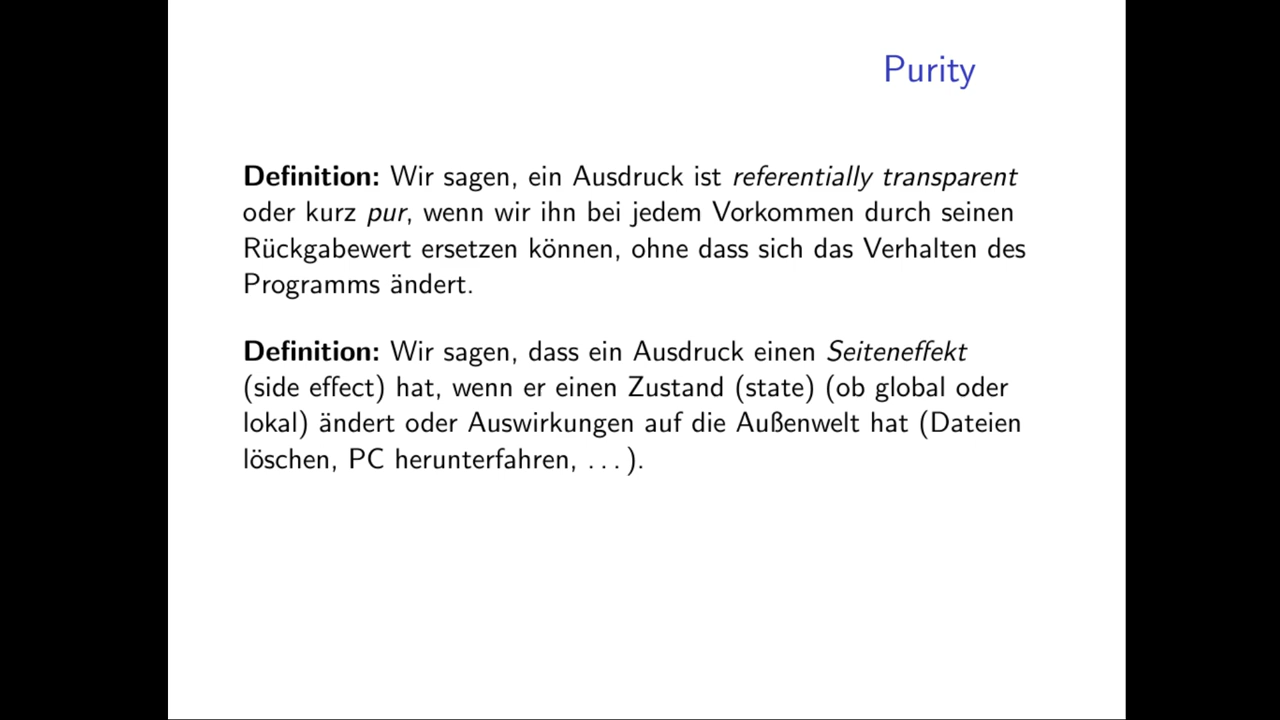 Purity
Definition: Wir sagen, ein Ausdruck ist referentially transparent
oder kurz pur, wenn wir ihn bei jedem Vorkommen durch seinen
Rückgabewert ersetzen können, ohne dass sich das Verhalten des
Programms ändert.
Definition: Wir sagen, dass ein Ausdruck einen Seiteneffekt
(side effect) hat, wenn er einen Zustand (state) (ob global oder
lokal) ändert oder Auswirkungen auf die Außenwelt hat (Dateien
löschen, PC herunterfahren, . . . ).